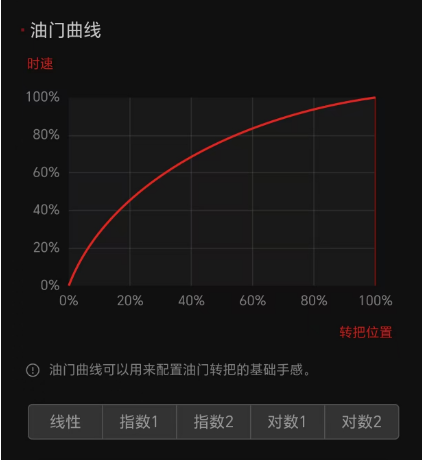 油门曲线
时速
100%
80%
60%
40%
20%
0%
0% 20% 40% 60% 80% 100%
转把位置
油门曲线可以用来配置油门转把的基础手感。
线性 指数1 指数2 对数1 对数2